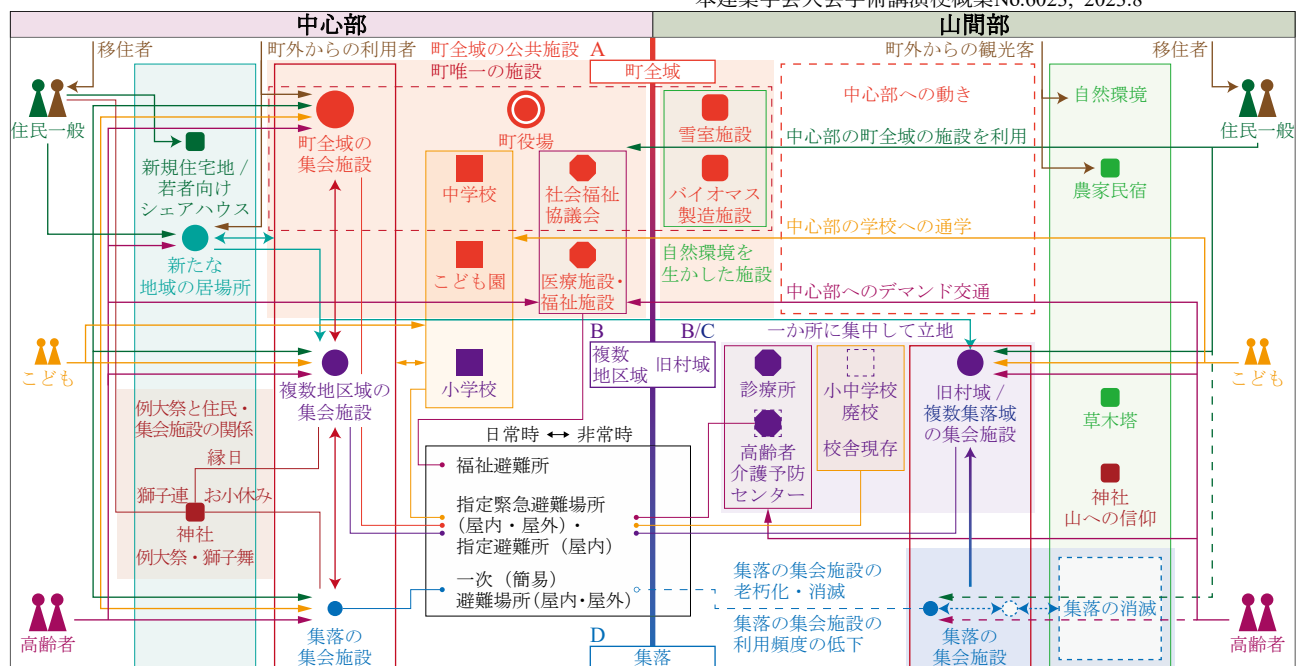 本建築学会大会学術講演梗概集No.6023, 2023.8
中心部
山間部
移住者
町外からの利用者
町全域の公共施設 A
町唯一の施設
町全域
町外からの観光客
移住者
住民一般
新規住宅地 /
若者向け
シェアハウス
新たな
地域の居場所
町全域の
集会施設
町役場
中学校
社会福祉
協議会
こども園
医療施設・
福祉施設
雪室施設
バイオマス
製造施設
自然環境を
生かした施設
中心部への動き
中心部の町全域の施設を利用
中心部の学校への通学
中心部へのデマンド交通
自然環境
農家民宿
住民一般
B
B/C
複数
地区域
旧村域
一か所に集中して立地
こども
複数地区域の
集会施設
小学校
診療所
高齢者
介護予防
センター
小中学校
廃校
校舎現存
旧村域 /
複数集落域
の集会施設
草木塔
こども
例大祭と住民・
集会施設の関係
縁日
獅子連
お小休み
神社
例大祭・獅子舞
日常時
非常時
福祉避難所
指定緊急避難場所
(屋内・屋外)・
指定避難所(屋内)
一次(簡易)
避難場所(屋内・屋外)
神社
山への信仰
集落の集会施設の
老朽化・消滅
集落の集会施設の
利用頻度の低下
集落の消滅
高齢者
集落の
集会施設
D
集落
集落の
集会施設
高齢者